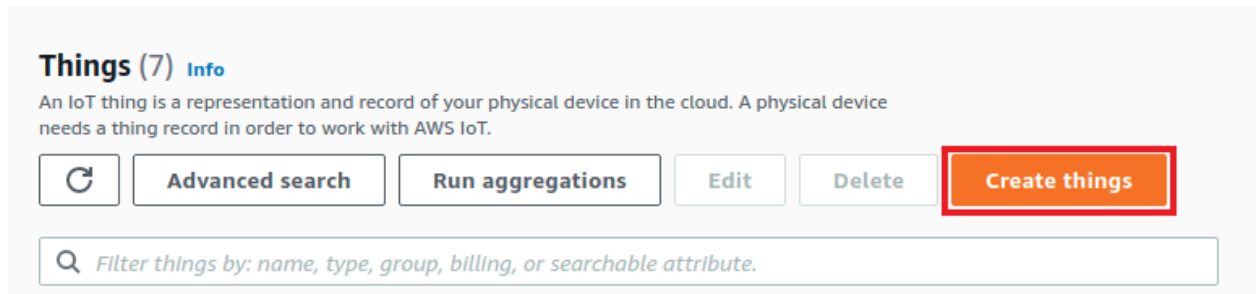 Things (7) Info
An IoT thing is a representation and record of your physical device in the cloud. A physical device
needs a thing record in order to work with AWS IoT.
Advanced search Run aggregations Edit Delete Create things
Filter things by: name, type, group, billing, or searchable attribute.